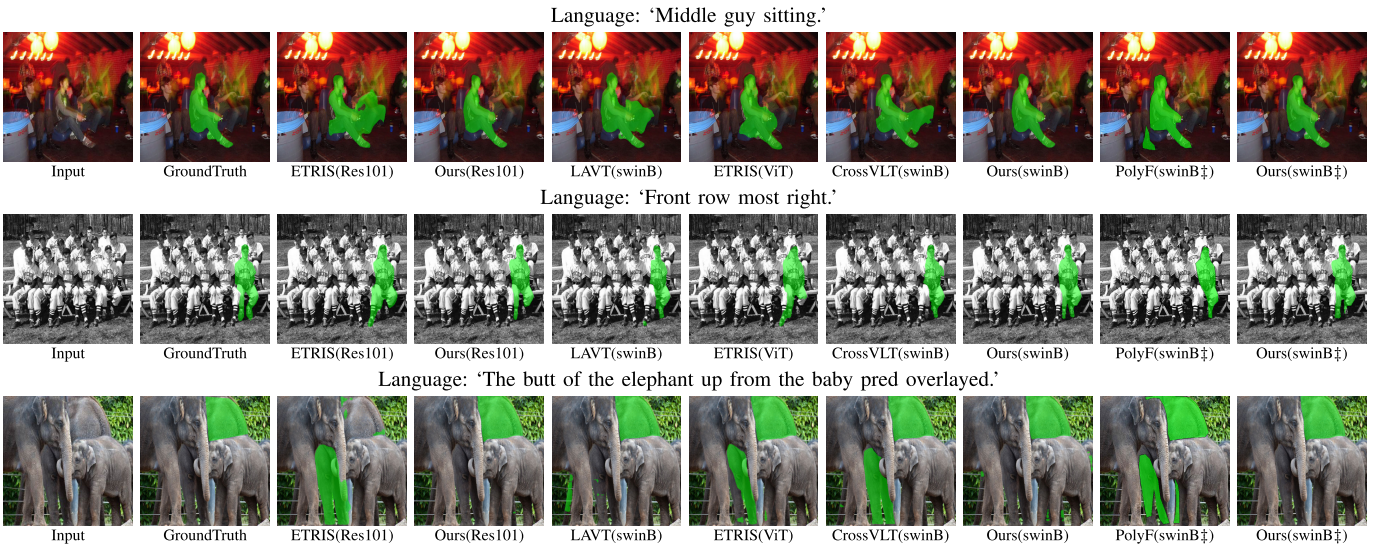 Language: ‘Middle guy sitting.’
Input GroundTruth ETRIS(Res101) Ours(Res101) LAVT(swinB) ETRIS(ViT) CrossVLT(swinB) Ours(swinB) PolyF(swinB‡) Ours(swinB‡)
Language: ‘Front row most right.’
Input GroundTruth ETRIS(Res101) Ours(Res101) LAVT(swinB) ETRIS(ViT) CrossVLT(swinB) Ours(swinB) PolyF(swinB‡) Ours(swinB‡)
Language: ‘The butt of the elephant up from the baby pred overlayed.’
Input GroundTruth ETRIS(Res101) Ours(Res101) LAVT(swinB) ETRIS(ViT) CrossVLT(swinB) Ours(swinB) PolyF(swinB‡) Ours(swinB‡)